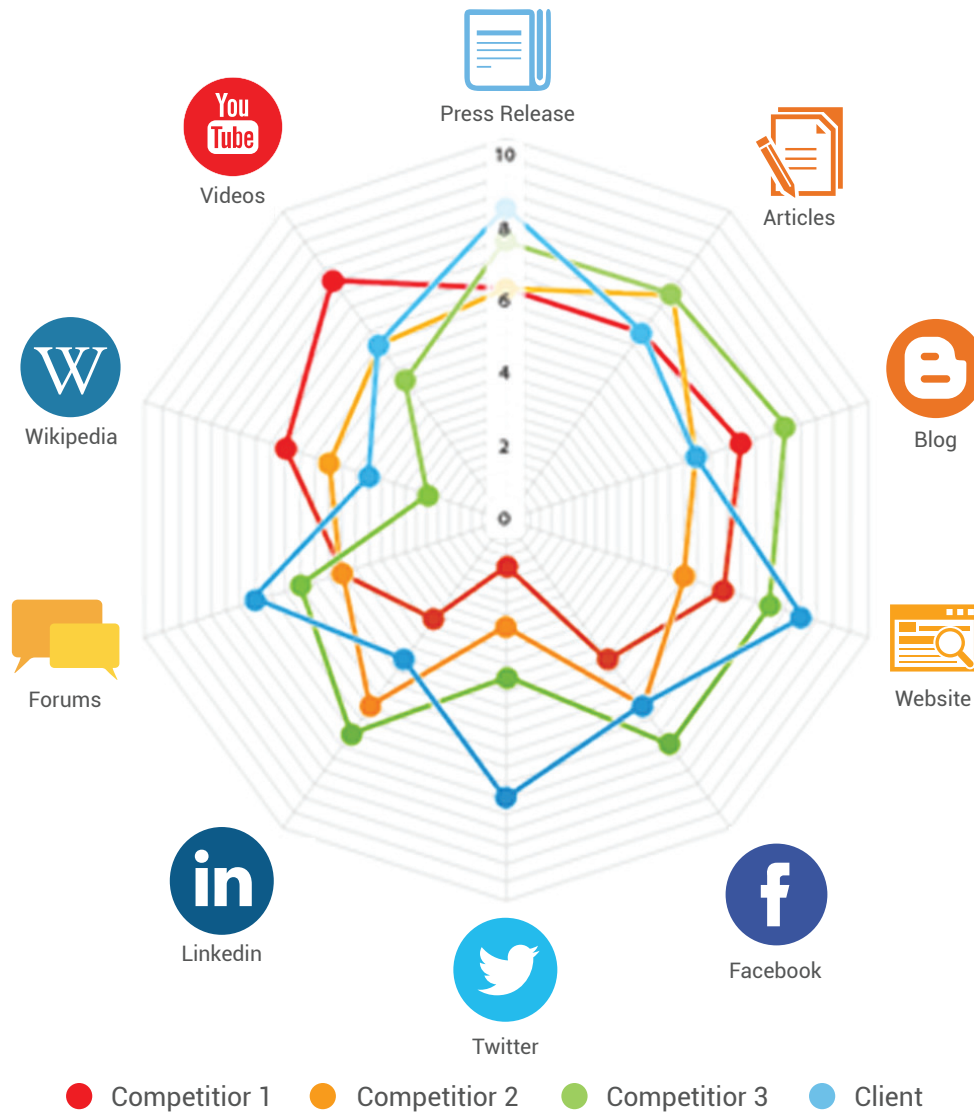 Press Release
You
Tube
Videos
Articles
10
8
6
4
2
0
W
Wikipedia
Blog
Forums
Website
in
Linkedin
f
Facebook
Twitter
Competitior 1
Competitior 2
Competitior 3
Client